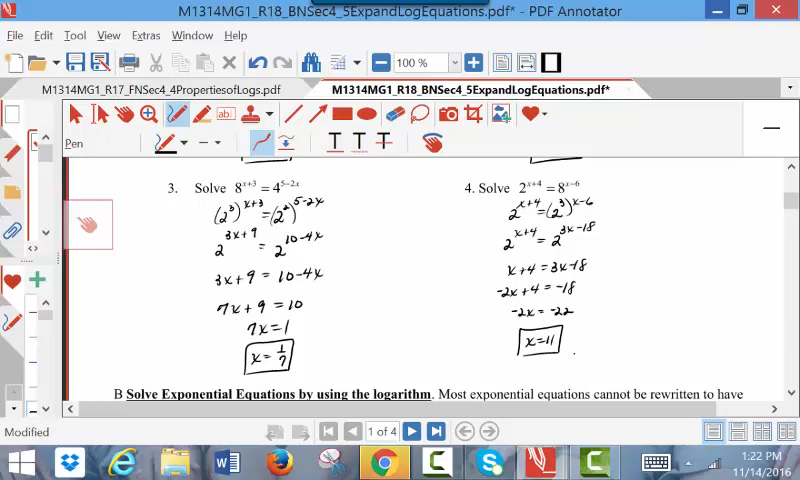 M1314MG1_R18_BNSec4_5ExpandLogEquations.pdf* - PDF Annotator
File Edit Tool View Extras Window Help
100 %
M1314MG1_R17_FNSec4_4PropertiesofLogs.pdf
M1314MG1_R18_BNSec4_5ExpandLogEquations.pdf*
ab
Pen
T T T
3. Solve 8^{x+3} = 4^{5-2x}
(2^3)^{x+3} = (2^2)^{5-2x}
2^{3x+9} = 2^{10-4x}
3x+9 = 10-4x
7x+9 = 10
7x=1
x= 1/7
4. Solve 2^{x+4} = 8^{x-6}
2^{x+4} = (2^3)^{x-6}
2^{x+4} = 2^{3x-18}
x+4 = 3x-18
-2x+4 = -18
-2x = -22
x=11
B Solve Exponential Equations by using the logarithm. Most exponential equations cannot be rewritten to have
1 of 4
Modified
1:22 PM
11/14/2016